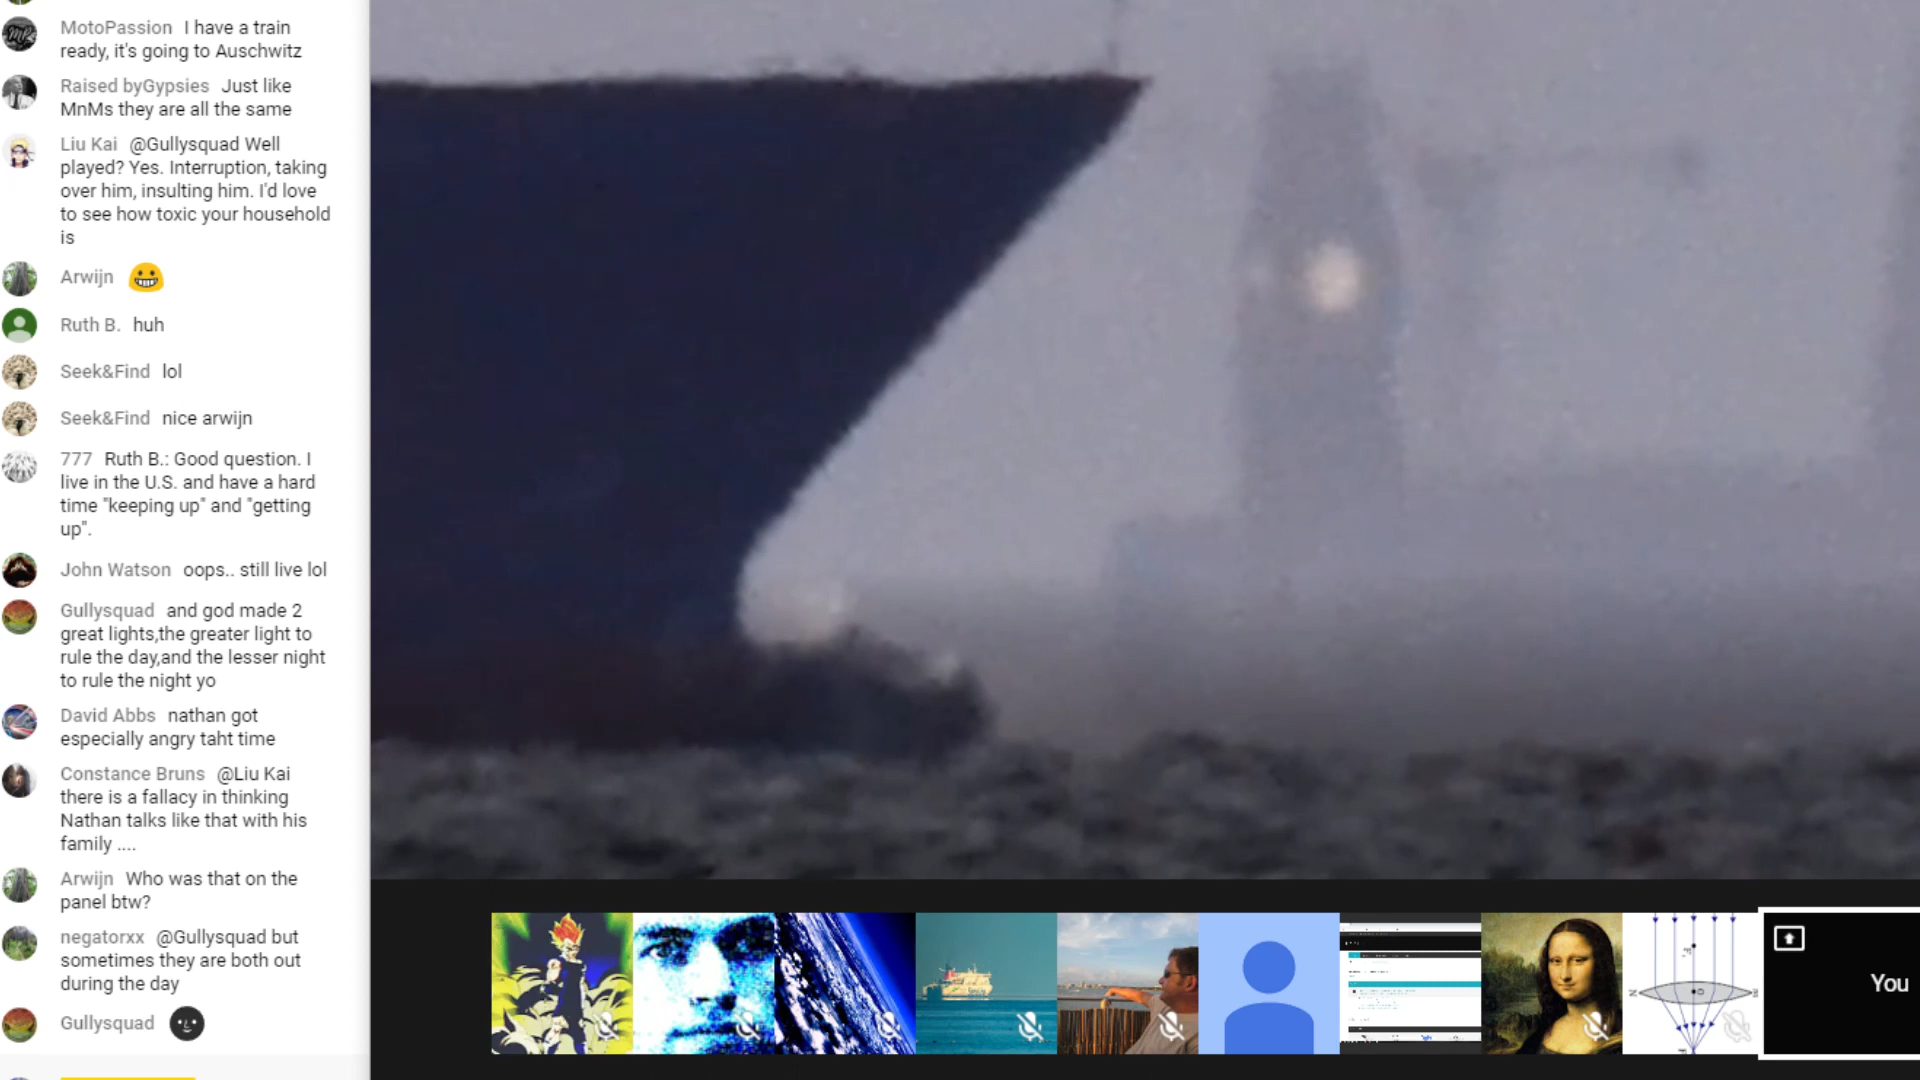 MotoPassion I have a train
ready, it's going to Auschwitz
Raised byGypsies Just like
MnMs they are all the same
Liu Kai @Gullysquad Well
played? Yes. Interruption, taking
over him, insulting him. I'd love
to see how toxic your household
is
Arwijn
Ruth B. huh
Seek&Find lol
Seek&Find nice arwijn
777 Ruth B.: Good question. I
live in the U.S. and have a hard
time "keeping up" and "getting
up".
John Watson oops.. still live lol
Gullysquad and god made 2
great lights,the greater light to
rule the day,and the lesser night
to rule the night yo
David Abbs nathan got
especially angry taht time
Constance Bruns @Liu Kai
there is a fallacy in thinking
Nathan talks like that with his
family ....
Arwijn Who was that on the
panel btw?
negatorxx @Gullysquad but
sometimes they are both out
during the day
Gullysquad
You